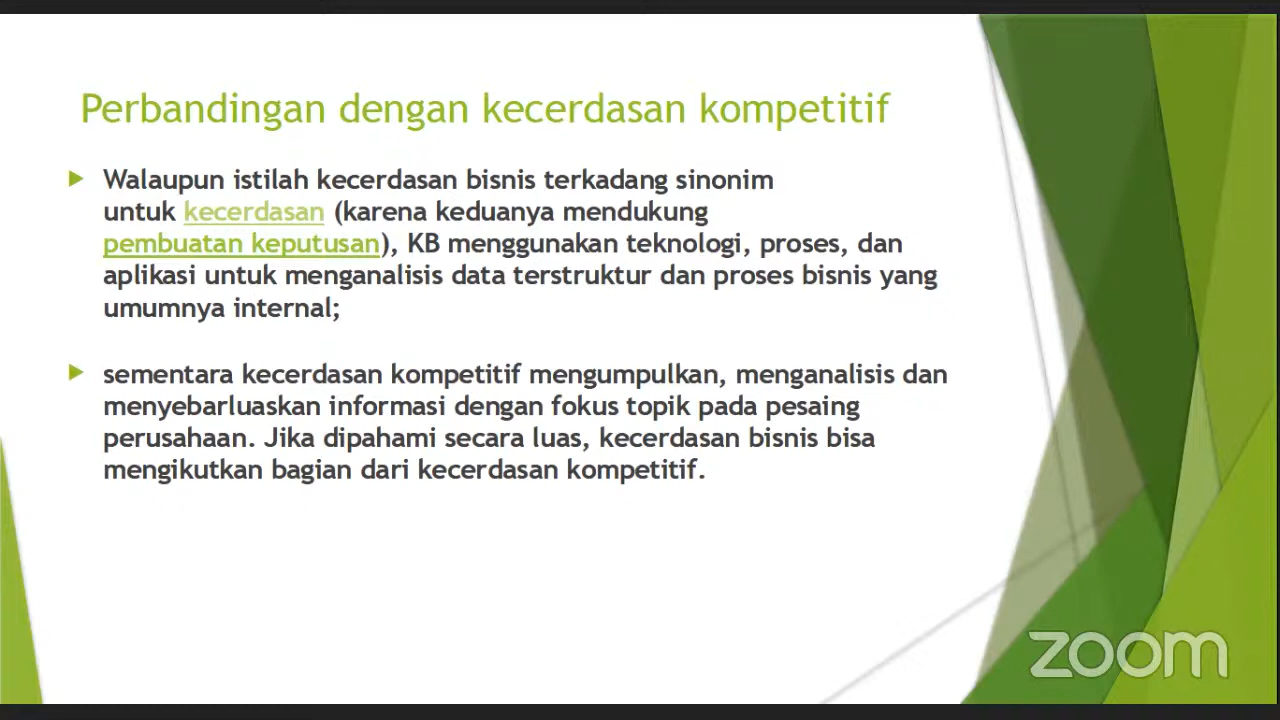 Perbandingan dengan kecerdasan kompetitif
Walaupun istilah kecerdasan bisnis terkadang sinonim
untuk kecerdasan (karena keduanya mendukung
pembuatan keputusan), KB menggunakan teknologi, proses, dan
aplikasi untuk menganalisis data terstruktur dan proses bisnis yang
umumnya internal;
sementara kecerdasan kompetitif mengumpulkan, menganalisis dan
menyebarluaskan informasi dengan fokus topik pada pesaing
perusahaan. Jika dipahami secara luas, kecerdasan bisnis bisa
mengikutkan bagian dari kecerdasan kompetitif.
zoom